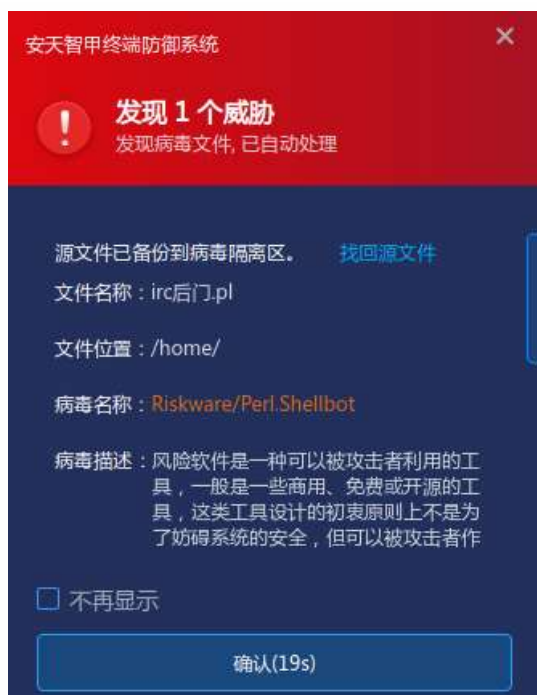 安天智甲终端防御系统
发现 1 个威胁
发现病毒文件, 已自动处理
源文件已备份到病毒隔离区。 找回源文件
文件名称：irc后门.pl
文件位置：/home/
病毒名称：Riskware/Perl.Shellbot
病毒描述：风险软件是一种可以被攻击者利用的工
具，一般是一些商用、免费或开源的工
具，这类工具设计的初衷原则上不是为
了妨碍系统的安全，但可以被攻击者作
不再显示
确认(19s)